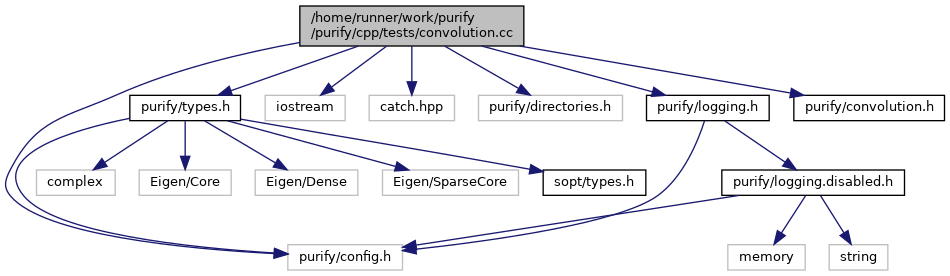 /home/runner/work/purify
/purify/cpp/tests/convolution.cc
purify/types.h
iostream
catch.hpp
purify/directories.h
purify/logging.h
purify/convolution.h
complex
Eigen/Core
Eigen/Dense
Eigen/SparseCore
sopt/types.h
purify/logging.disabled.h
purify/config.h
memory
string